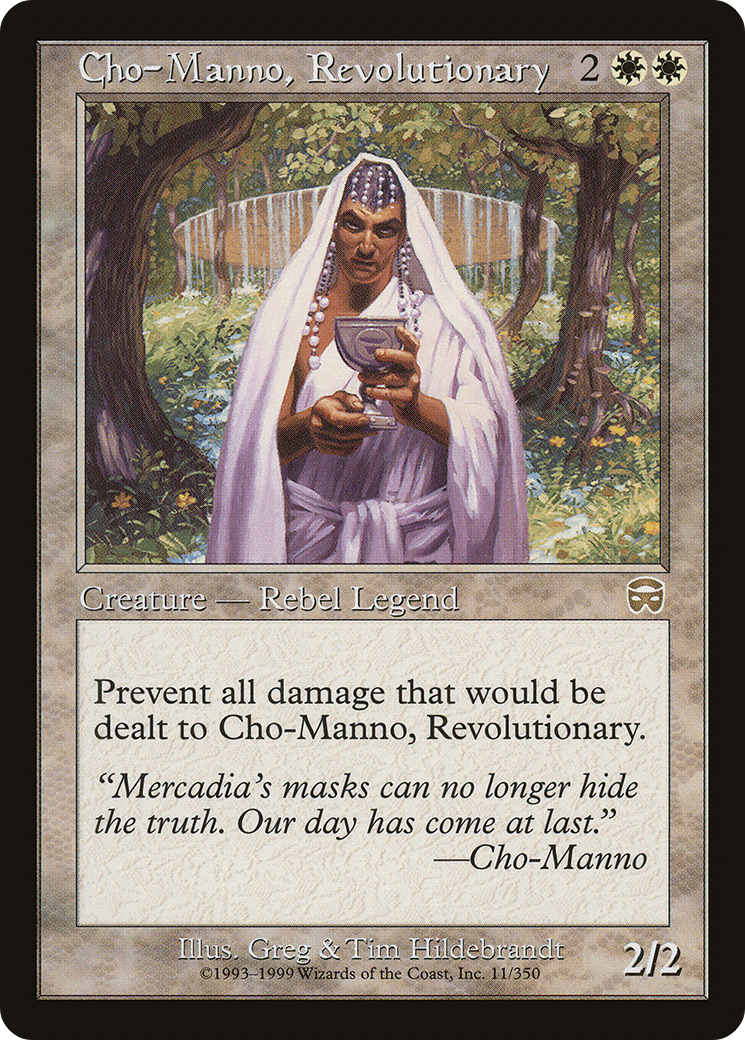 Cho-Manno, Revolutionary 2
Creature — Rebel Legend
Prevent all damage that would be
dealt to Cho-Manno, Revolutionary.
“Mercadia’s masks can no longer hide
the truth. Our day has come at last.”
—Cho-Manno
Illus. Greg & Tim Hildebrandt
©1993–1999 Wizards of the Coast, Inc. 11/350
2/2